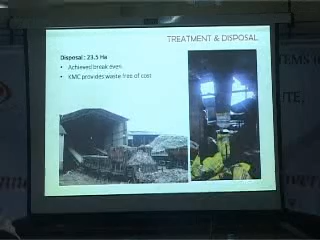 TREATMENT & DISPOSAL
Disposal: 23.5 Ha
• Achieved break even.
• KMC provides waste free of cost